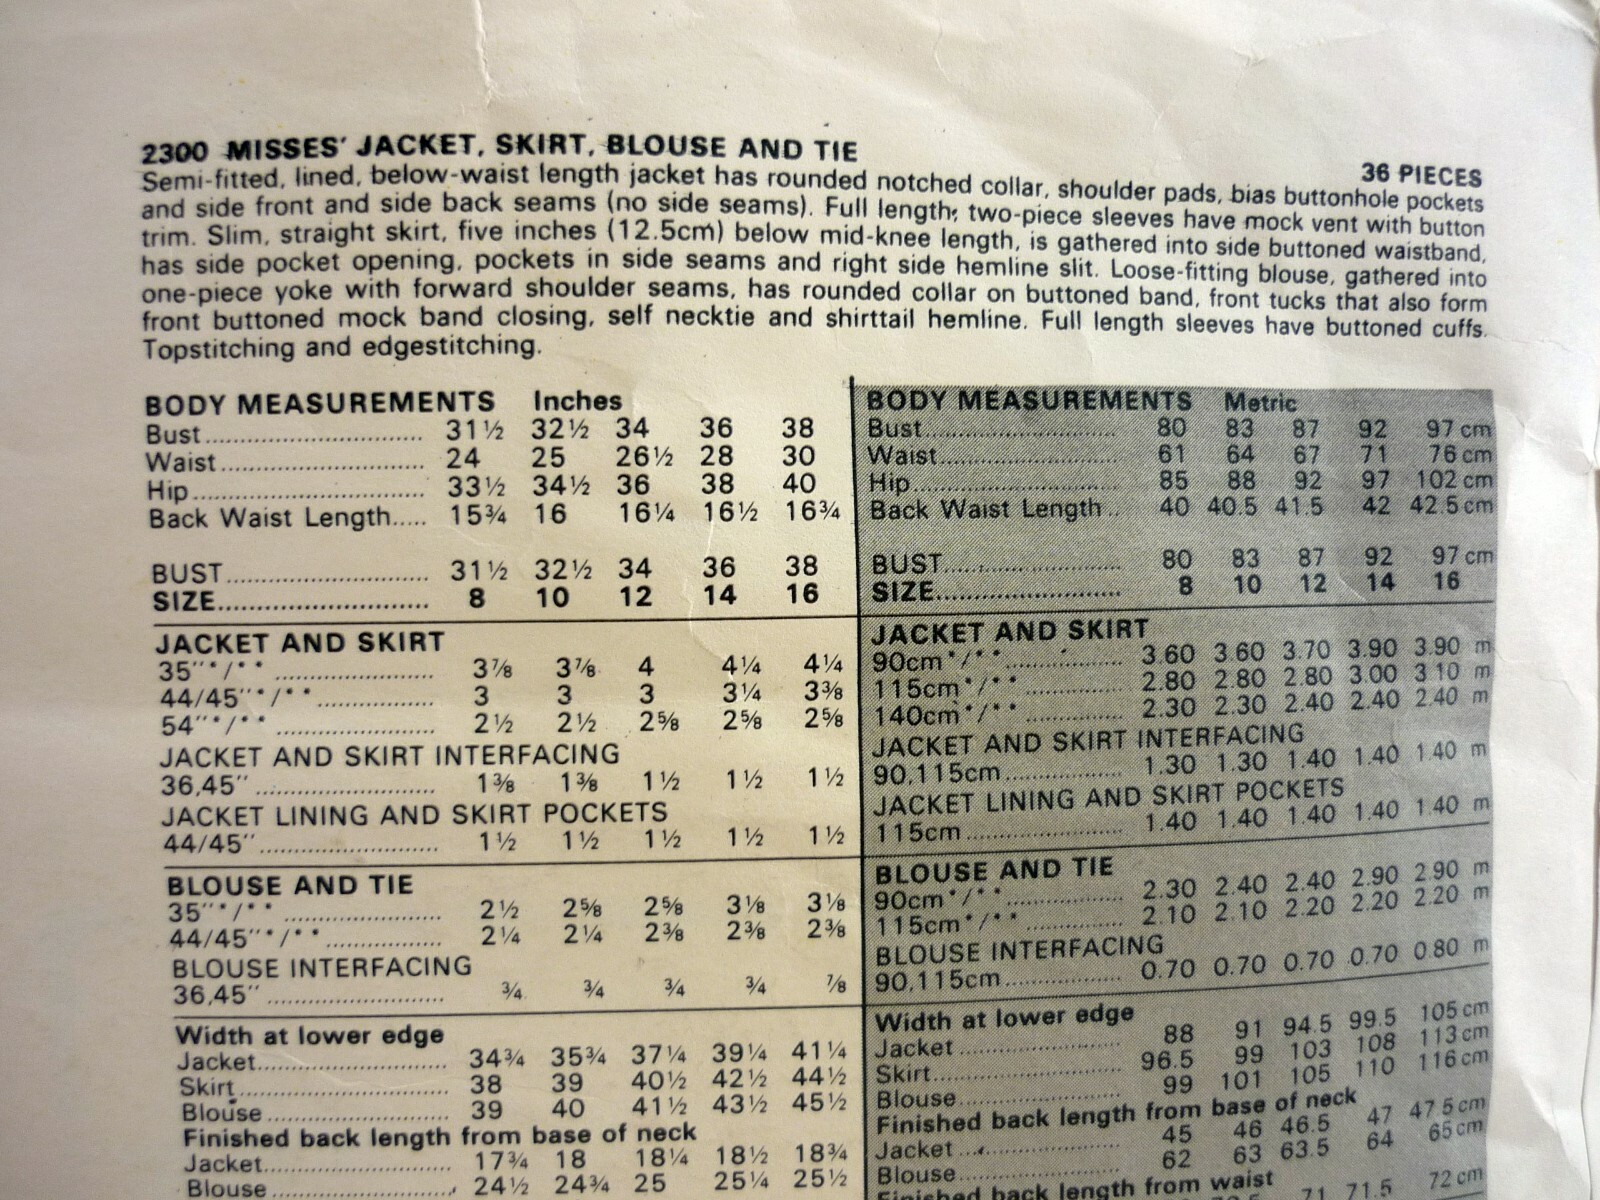 2300 MISSES' JACKET, SKIRT, BLOUSE AND TIE
36 PIECES
Semi-fitted, lined, below-waist length jacket has rounded notched collar, shoulder pads, bias buttonhole pockets
and side front and side back seams (no side seams). Full length, two-piece sleeves have mock vent with button
trim. Slim, straight skirt, five inches (12.5cm) below mid-knee length, is gathered into side buttoned waistband,
has side pocket opening, pockets in side seams and right side hemline slit. Loose-fitting blouse, gathered into
one-piece yoke with forward shoulder seams, has rounded collar on buttoned band, front tucks that also form
front buttoned mock band closing, self necktie and shirttail hemline. Full length sleeves have buttoned cuffs.
Topstitching and edgestitching.
BODY MEASUREMENTS Inches
Bust 31½ 32½ 34 36 38
Waist 24 25 26½ 28 30
Hip 33½ 34½ 36 38 40
Back Waist Length 15¾ 16 16¼ 16½ 16¾
BUST 31½ 32½ 34 36 38
SIZE 8 10 12 14 16
JACKET AND SKIRT
35"*/** 3⅞ 3⅞ 4 4¼ 4¼
44/45"*/** 3 3 3 3¼ 3⅜
54"*/** 2½ 2½ 2⅝ 2⅝ 2⅝
JACKET AND SKIRT INTERFACING
36,45" 1⅜ 1⅜ 1½ 1½ 1½
JACKET LINING AND SKIRT POCKETS
44/45" 1½ 1½ 1½ 1½ 1½
BLOUSE AND TIE
35"*/** 2½ 2⅝ 2⅝ 3⅛ 3⅛
44/45"*/** 2¼ 2¼ 2⅜ 2⅜ 2⅜
BLOUSE INTERFACING
36,45" ¾ ¾ ¾ ¾ ⅞
Width at lower edge
Jacket 34¾ 35¾ 37¼ 39¼ 41¼
Skirt 38 39 40½ 42½ 44½
Blouse 39 40 41½ 43½ 45½
Finished back length from base of neck
Jacket 17¾ 18 18¼ 18½ 18¾
Blouse 24½ 24¾ 25 25¼ 25½
BODY MEASUREMENTS Metric
Bust 80 83 87 92 97 cm
Waist 61 64 67 71 76 cm
Hip 85 88 92 97 102 cm
Back Waist Length 40 40.5 41.5 42 42.5 cm
BUST 80 83 87 92 97 cm
SIZE 8 10 12 14 16
JACKET AND SKIRT
90cm*/** 3.60 3.60 3.70 3.90 3.90 m
115cm*/** 2.80 2.80 2.80 3.00 3.10 m
140cm*/** 2.30 2.30 2.40 2.40 2.40 m
JACKET AND SKIRT INTERFACING
90,115cm 1.30 1.30 1.40 1.40 1.40 m
JACKET LINING AND SKIRT POCKETS
115cm 1.40 1.40 1.40 1.40 1.40 m
BLOUSE AND TIE
90cm*/** 2.30 2.40 2.40 2.90 2.90 m
115cm*/** 2.10 2.10 2.20 2.20 2.20 m
BLOUSE INTERFACING
90,115cm 0.70 0.70 0.70 0.70 0.80 m
Width at lower edge
Jacket 88 91 94.5 99.5 105 cm
Skirt 96.5 99 103 108 113 cm
Blouse 99 101 105 110 116 cm
Finished back length from base of neck
Jacket 45 46 46.5 47 47.5 cm
Blouse 62 63 63.5 64 65 cm
Finished back length from waist
71 71.5 72 cm